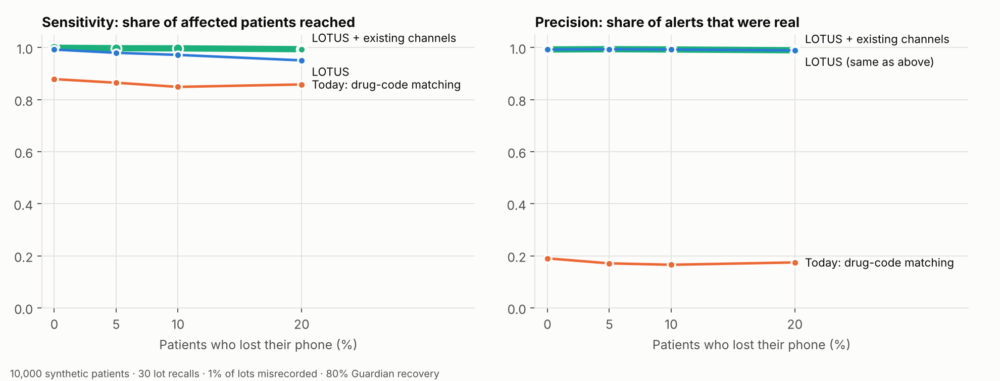 Sensitivity: share of affected patients reached
LOTUS + existing channels
1.0
LOTUS
Today: drug-code matching
0.8
0.6
0.4
0.2
0.0
0 5 10 20
Patients who lost their phone (%)
Precision: share of alerts that were real
LOTUS + existing channels
1.0
LOTUS (same as above)
0.8
0.6
0.4
0.2
Today: drug-code matching
0.0
0 5 10 20
Patients who lost their phone (%)
10,000 synthetic patients · 30 lot recalls · 1% of lots misrecorded · 80% Guardian recovery